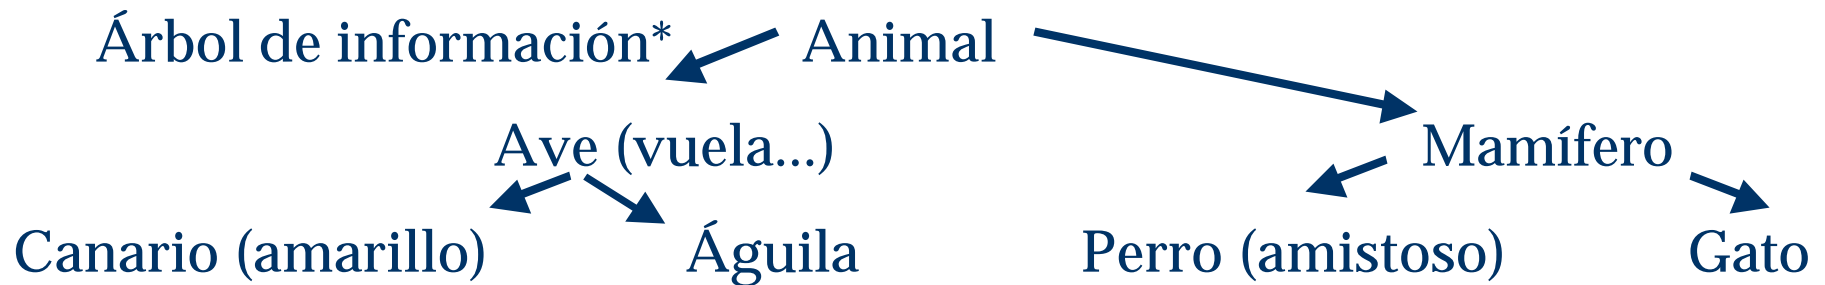 Árbol de información* Animal
Ave (vuela...) Mamífero
Canario (amarillo) Águila Perro (amistoso) Gato